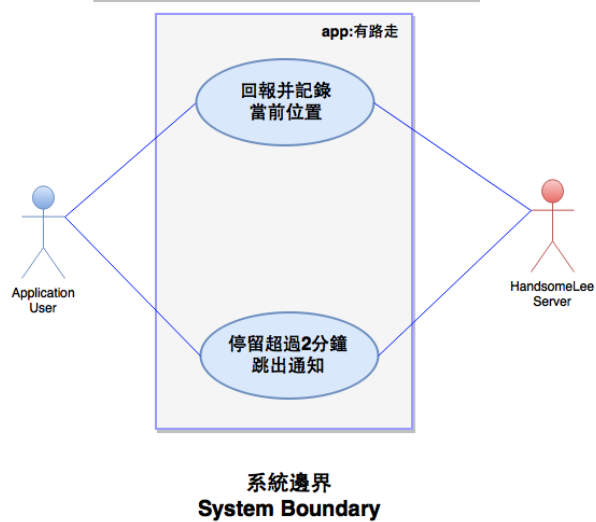 app:有路走
回報并記錄
當前位置
Application
User
HandsomeLee
Server
停留超過2分鐘
跳出通知
系統邊界
System Boundary